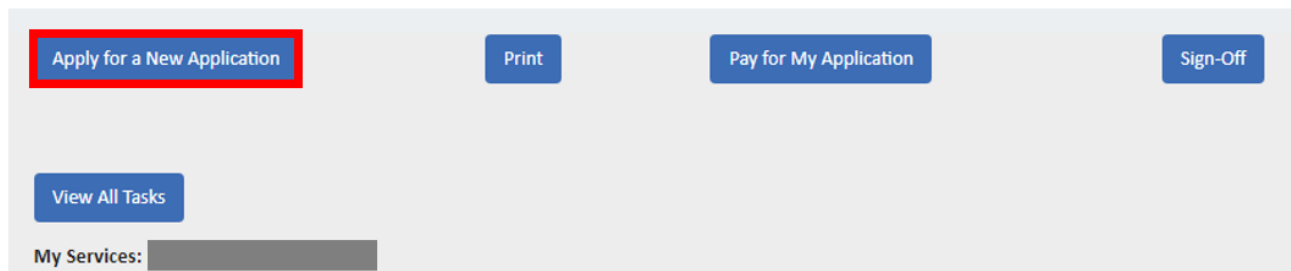 Apply for a New Application
Print
Pay for My Application
Sign-Off
View All Tasks
My Services: